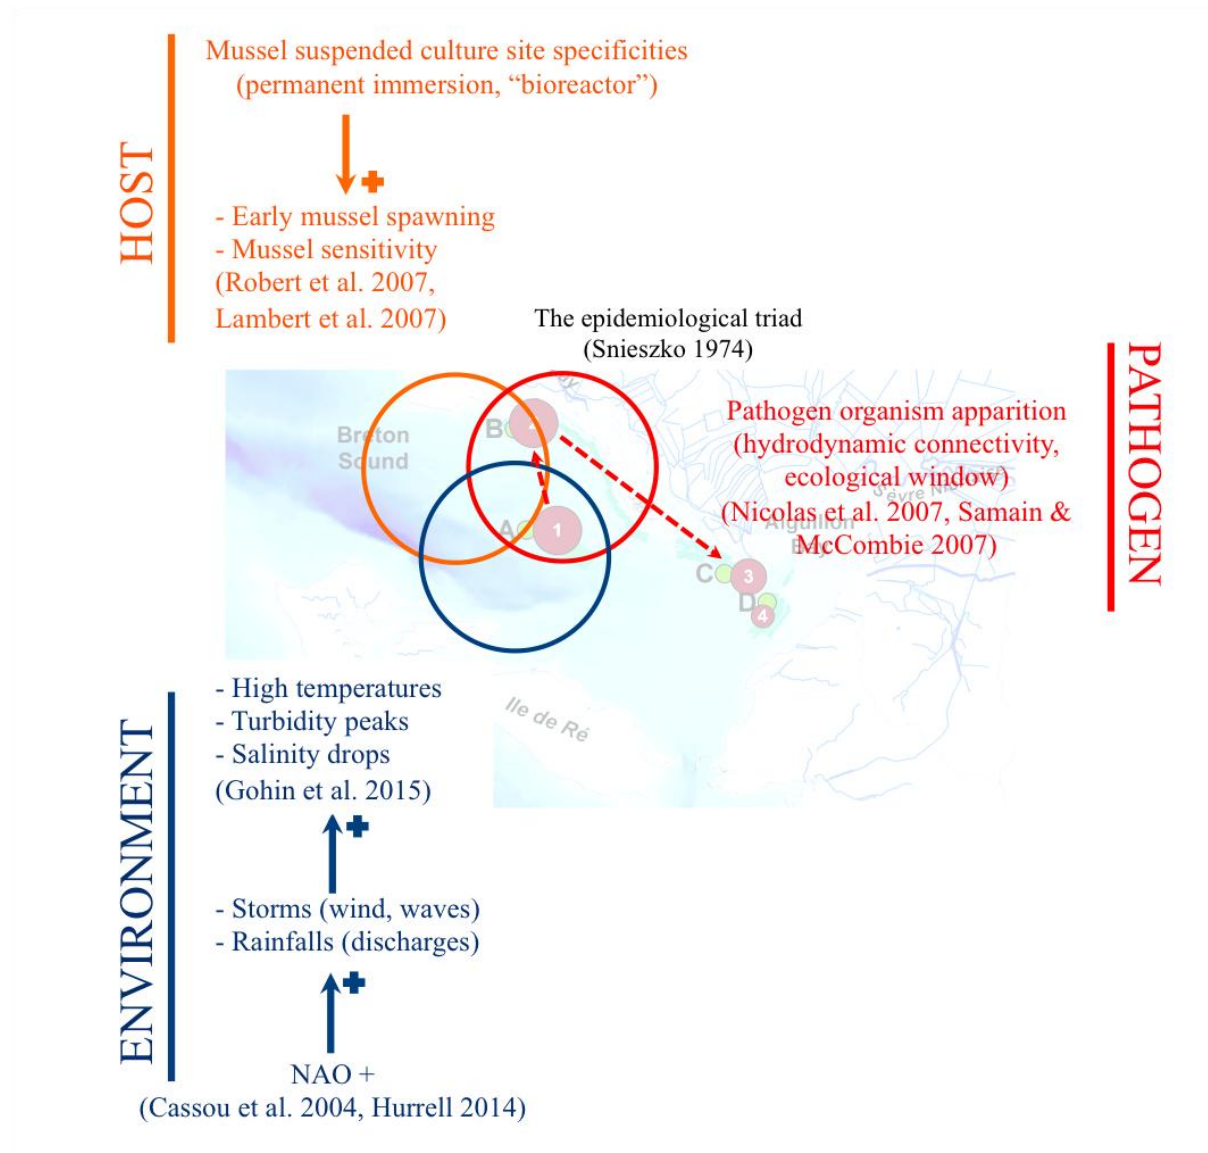 Mussel suspended culture site specificities
(permanent immersion, “bioreactor”)
HOST
- Early mussel spawning
- Mussel sensitivity
(Robert et al. 2007,
Lambert et al. 2007)
The epidemiological triad
(Snieszko 1974)
PATHOGEN
Pathogen organism apparition
(hydrodynamic connectivity,
ecological window)
(Nicolas et al. 2007, Samain &
McCombie 2007)
Breton
Sound
B
A
1
C
3
D
4
Aiguillon
Bay
Ile de Ré
ENVIRONMENT
- High temperatures
- Turbidity peaks
- Salinity drops
(Gohin et al. 2015)
- Storms (wind, waves)
- Rainfalls (discharges)
NAO +
(Cassou et al. 2004, Hurrell 2014)